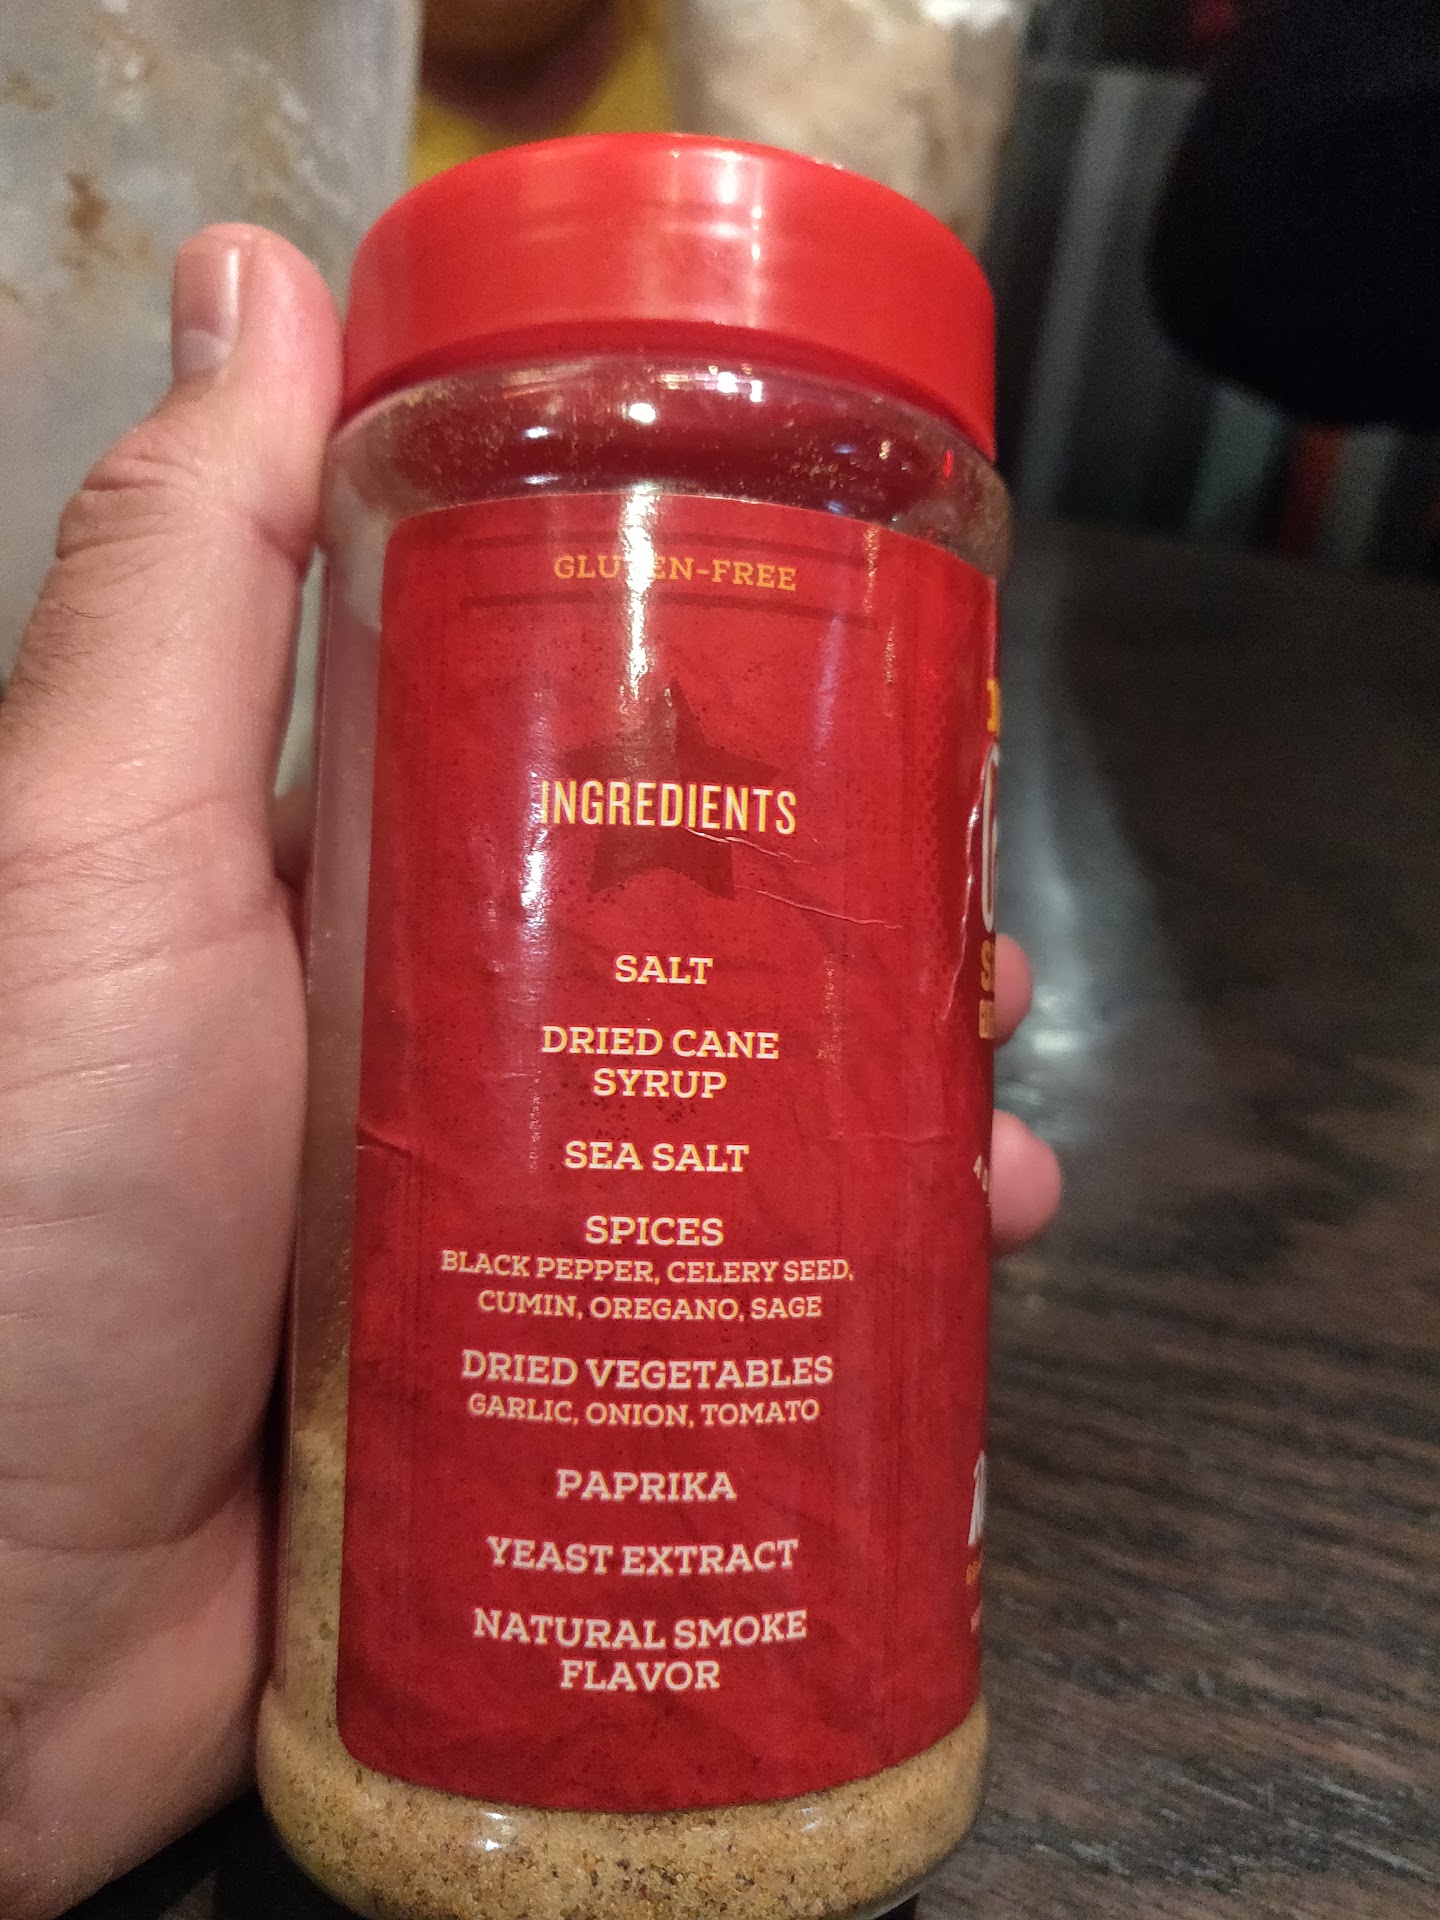 GLUTEN-FREE
INGREDIENTS
SALT
DRIED CANE
SYRUP
SEA SALT
SPICES
BLACK PEPPER, CELERY SEED,
CUMIN, OREGANO, SAGE
DRIED VEGETABLES
GARLIC, ONION, TOMATO
PAPRIKA
YEAST EXTRACT
NATURAL SMOKE
FLAVOR